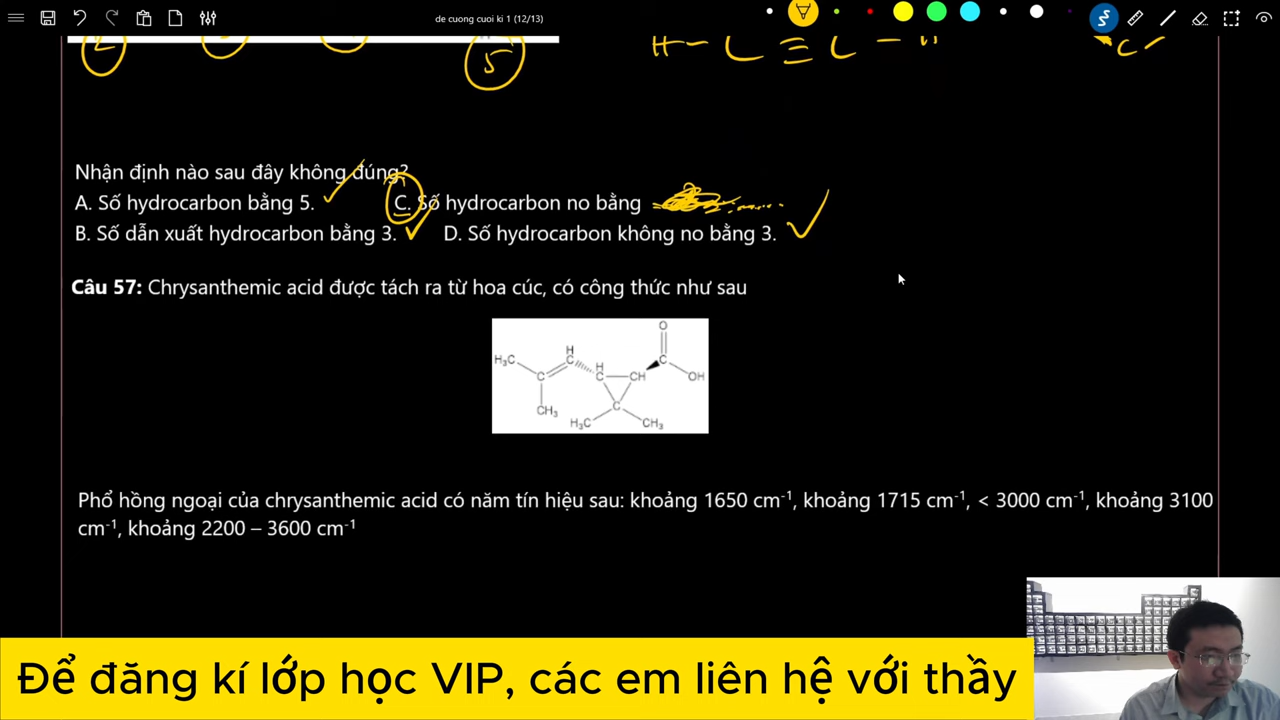 de cuong cuoi ki 1 (12/13)
2
5
H - C ≡ C - H
C
Nhận định nào sau đây không đúng?
A. Số hydrocarbon bằng 5. C. Số hydrocarbon no bằng
B. Số dẫn xuất hydrocarbon bằng 3. D. Số hydrocarbon không no bằng 3.
Câu 57: Chrysanthemic acid được tách ra từ hoa cúc, có công thức như sau
O
H
H₃C
H
C
C
C
C
CH
OH
CH₃
C
H₃C
CH₃
Phổ hồng ngoại của chrysanthemic acid có năm tín hiệu sau: khoảng 1650 cm⁻¹, khoảng 1715 cm⁻¹, < 3000 cm⁻¹, khoảng 3100
cm⁻¹, khoảng 2200 – 3600 cm⁻¹
Để đăng kí lớp học VIP, các em liên hệ với thầy